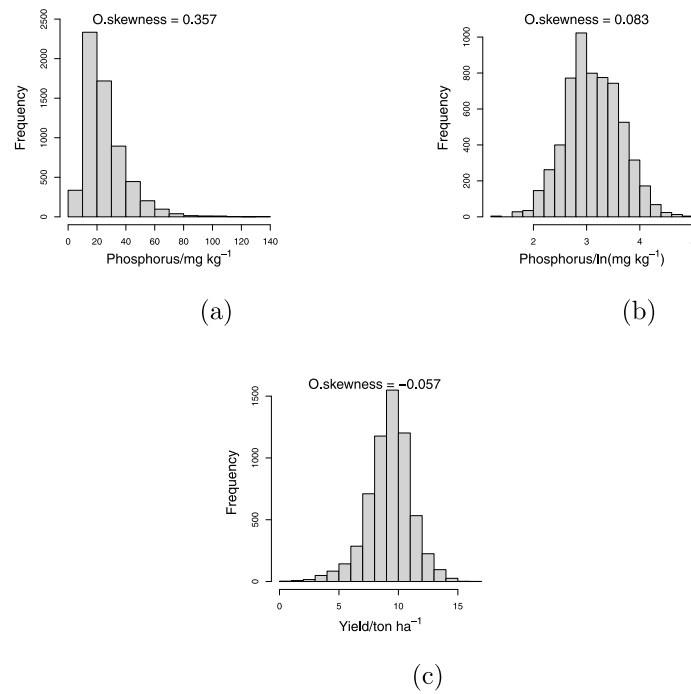 O.skewness = 0.357
Frequency
0 500 1000 1500 2000 2500
0 20 40 60 80 100 120 140
Phosphorus/mg kg⁻¹
(a)
O.skewness = 0.083
Frequency
0 200 400 600 800 1000
2 3 4
Phosphorus/ln(mg kg⁻¹)
(b)
O.skewness = −0.057
Frequency
0 500 1000 1500
0 5 10 15
Yield/ton ha⁻¹
(c)